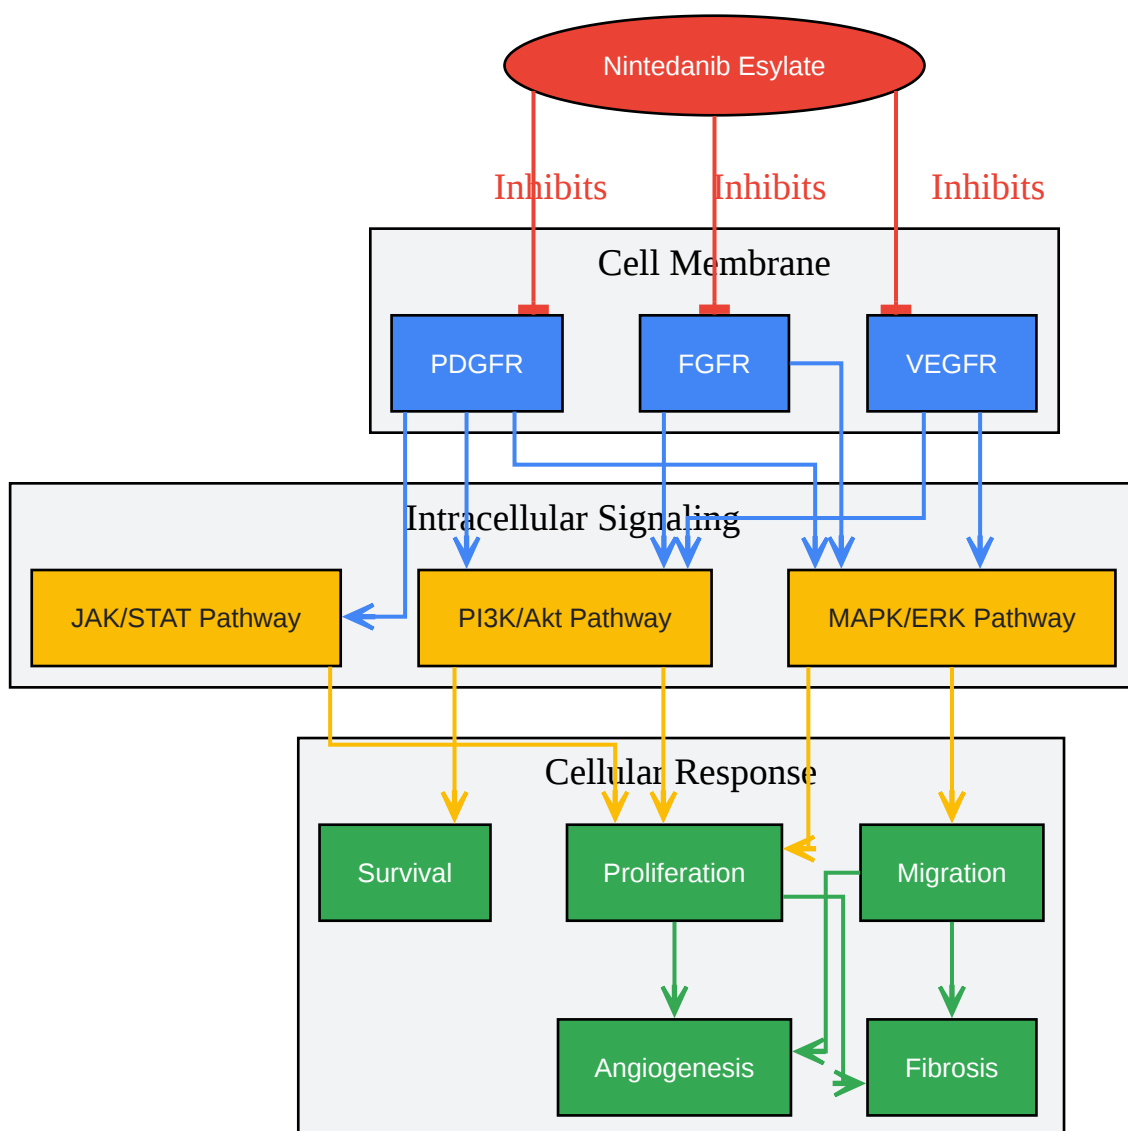 Nintedanib Esylate
Inhibits
Inhibits
Inhibits
Cell Membrane
PDGFR
FGFR
VEGFR
Intracellular Signaling
JAK/STAT Pathway
PI3K/Akt Pathway
MAPK/ERK Pathway
Cellular Response
Survival
Proliferation
Migration
Angiogenesis
Fibrosis